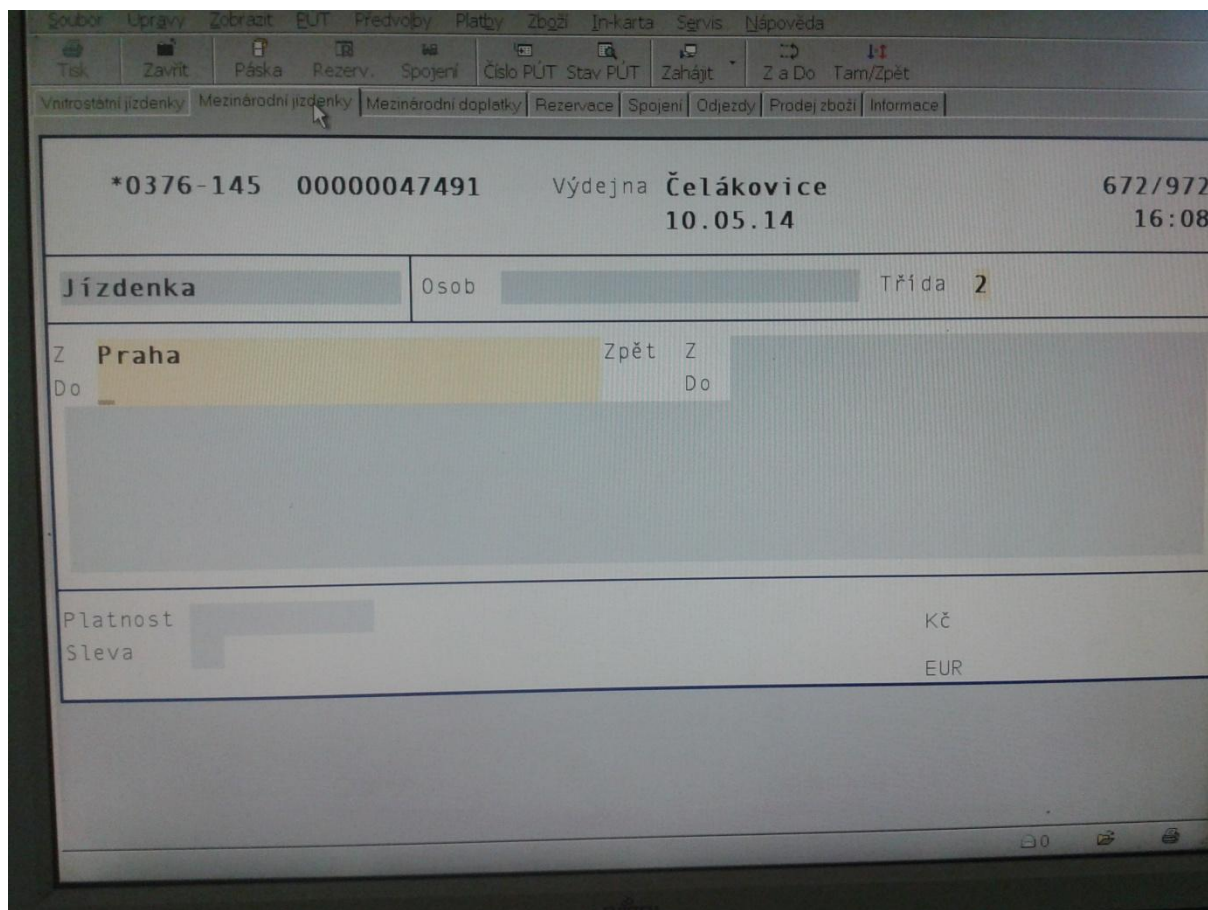 Soubor Úpravy Zobrazit PÚT Předvolby Platby Zboží In-karta Servis Nápověda
Tisk Zavřít Páska Rezerv. Spojení Číslo PÚT Stav PÚT Zahájit Z a Do Tam/Zpět
Vnitrostátní jízdenky Mezinárodní jízdenky Mezinárodní doplatky Rezervace Spojení Odjezdy Prodej zboží Informace
*0376-145 00000047491 Výdejna Čelákovice 672/972
10.05.14 16:08
Jízdenka Osob Třída 2
Z Praha Zpět Z
Do Do
Platnost Kč
Sleva
EUR
0